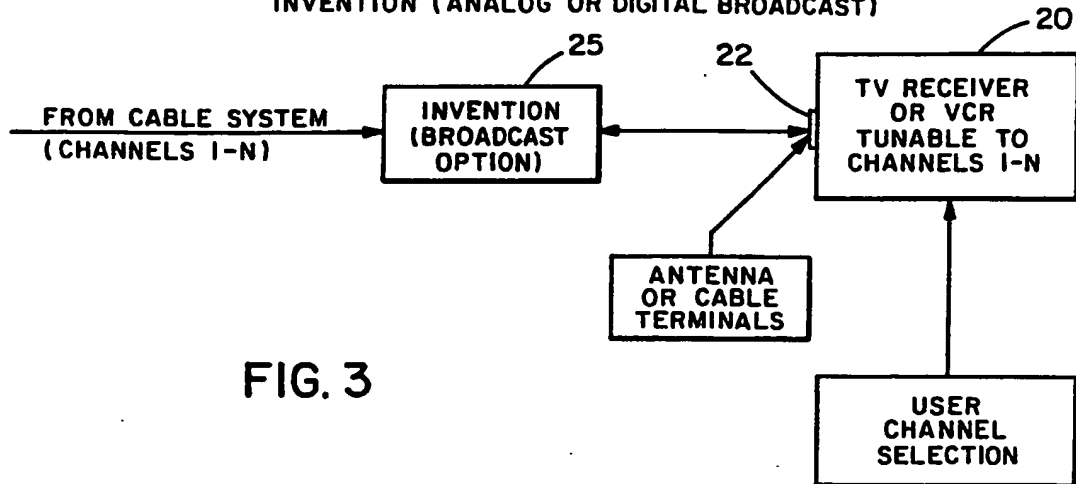 INVENTION (ANALOG OR DIGITAL BROADCAST)
20
25
22
FROM CABLE SYSTEM
(CHANNELS 1-N)
INVENTION
(BROADCAST
OPTION)
TV RECEIVER
OR VCR
TUNABLE TO
CHANNELS 1-N
ANTENNA
OR CABLE
TERMINALS
FIG. 3
USER
CHANNEL
SELECTION